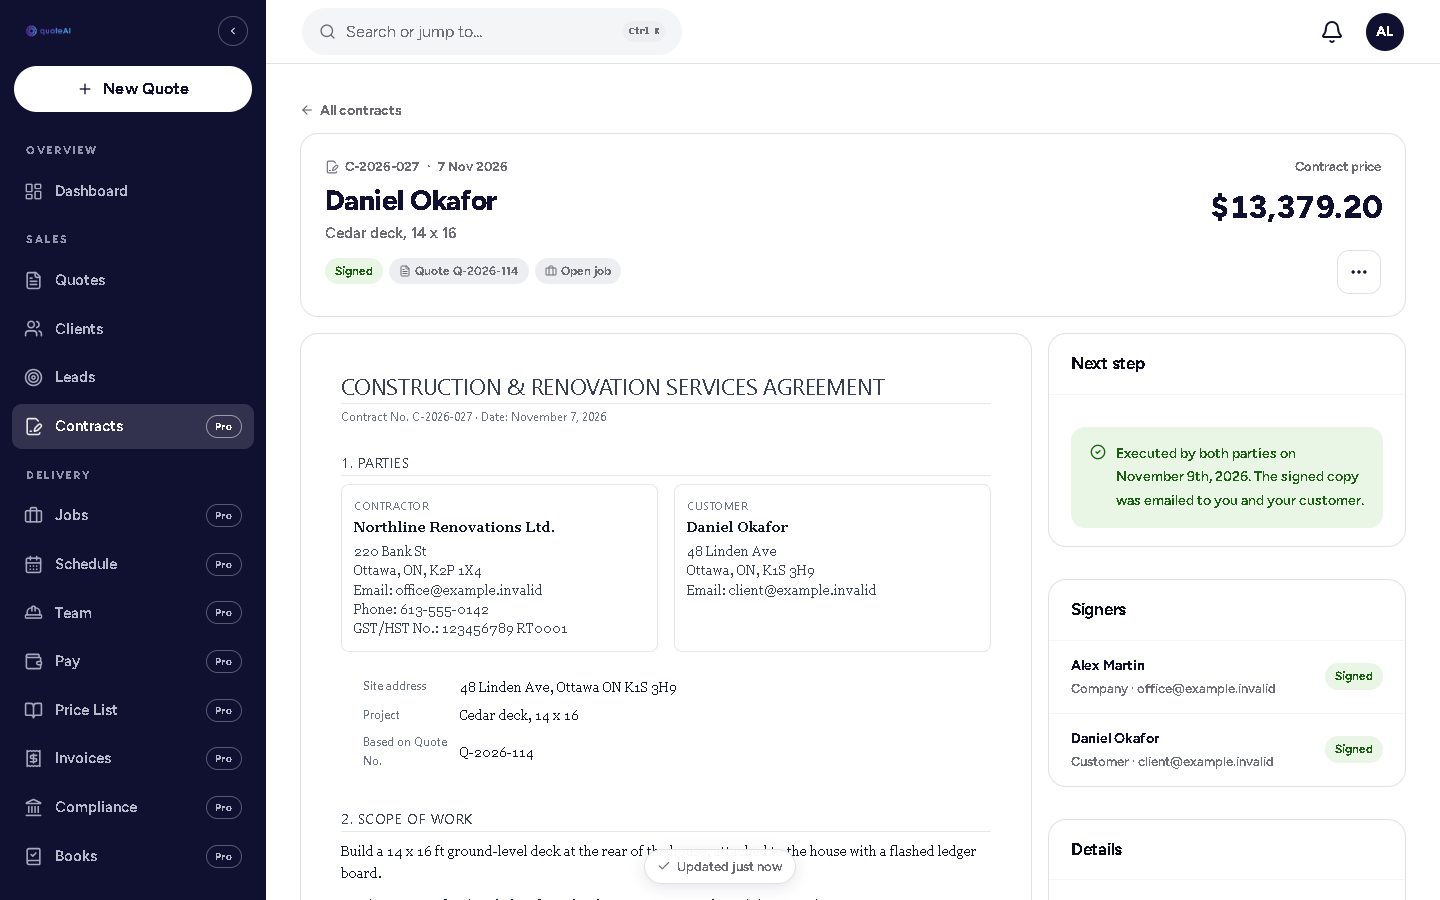 quoteAI
New Quote
OVERVIEW
Dashboard
SALES
Quotes
Clients
Leads
Contracts Pro
DELIVERY
Jobs Pro
Schedule Pro
Team Pro
Pay Pro
Price List Pro
Invoices Pro
Compliance Pro
Books Pro
Search or jump to... Ctrl K
AL
All contracts
C-2026-027 · 7 Nov 2026
Daniel Okafor
Cedar deck, 14 x 16
Signed Quote Q-2026-114 Open job
Contract price
$13,379.20
CONSTRUCTION & RENOVATION SERVICES AGREEMENT
Contract No. C-2026-027 · Date: November 7, 2026
1. PARTIES
CONTRACTOR
Northline Renovations Ltd.
220 Bank St
Ottawa, ON, K2P 1X4
Email: office@example.invalid
Phone: 613-555-0142
GST/HST No.: 123456789 RT0001
CUSTOMER
Daniel Okafor
48 Linden Ave
Ottawa, ON, K1S 3H9
Email: client@example.invalid
Site address 48 Linden Ave, Ottawa ON K1S 3H9
Project Cedar deck, 14 x 16
Based on Quote No. Q-2026-114
2. SCOPE OF WORK
Build a 14 x 16 ft ground-level deck at the rear of the house with a flashed ledger
board.
Updated just now
Next step
Executed by both parties on
November 9th, 2026. The signed copy
was emailed to you and your customer.
Signers
Alex Martin
Company · office@example.invalid
Signed
Daniel Okafor
Customer · client@example.invalid
Signed
Details